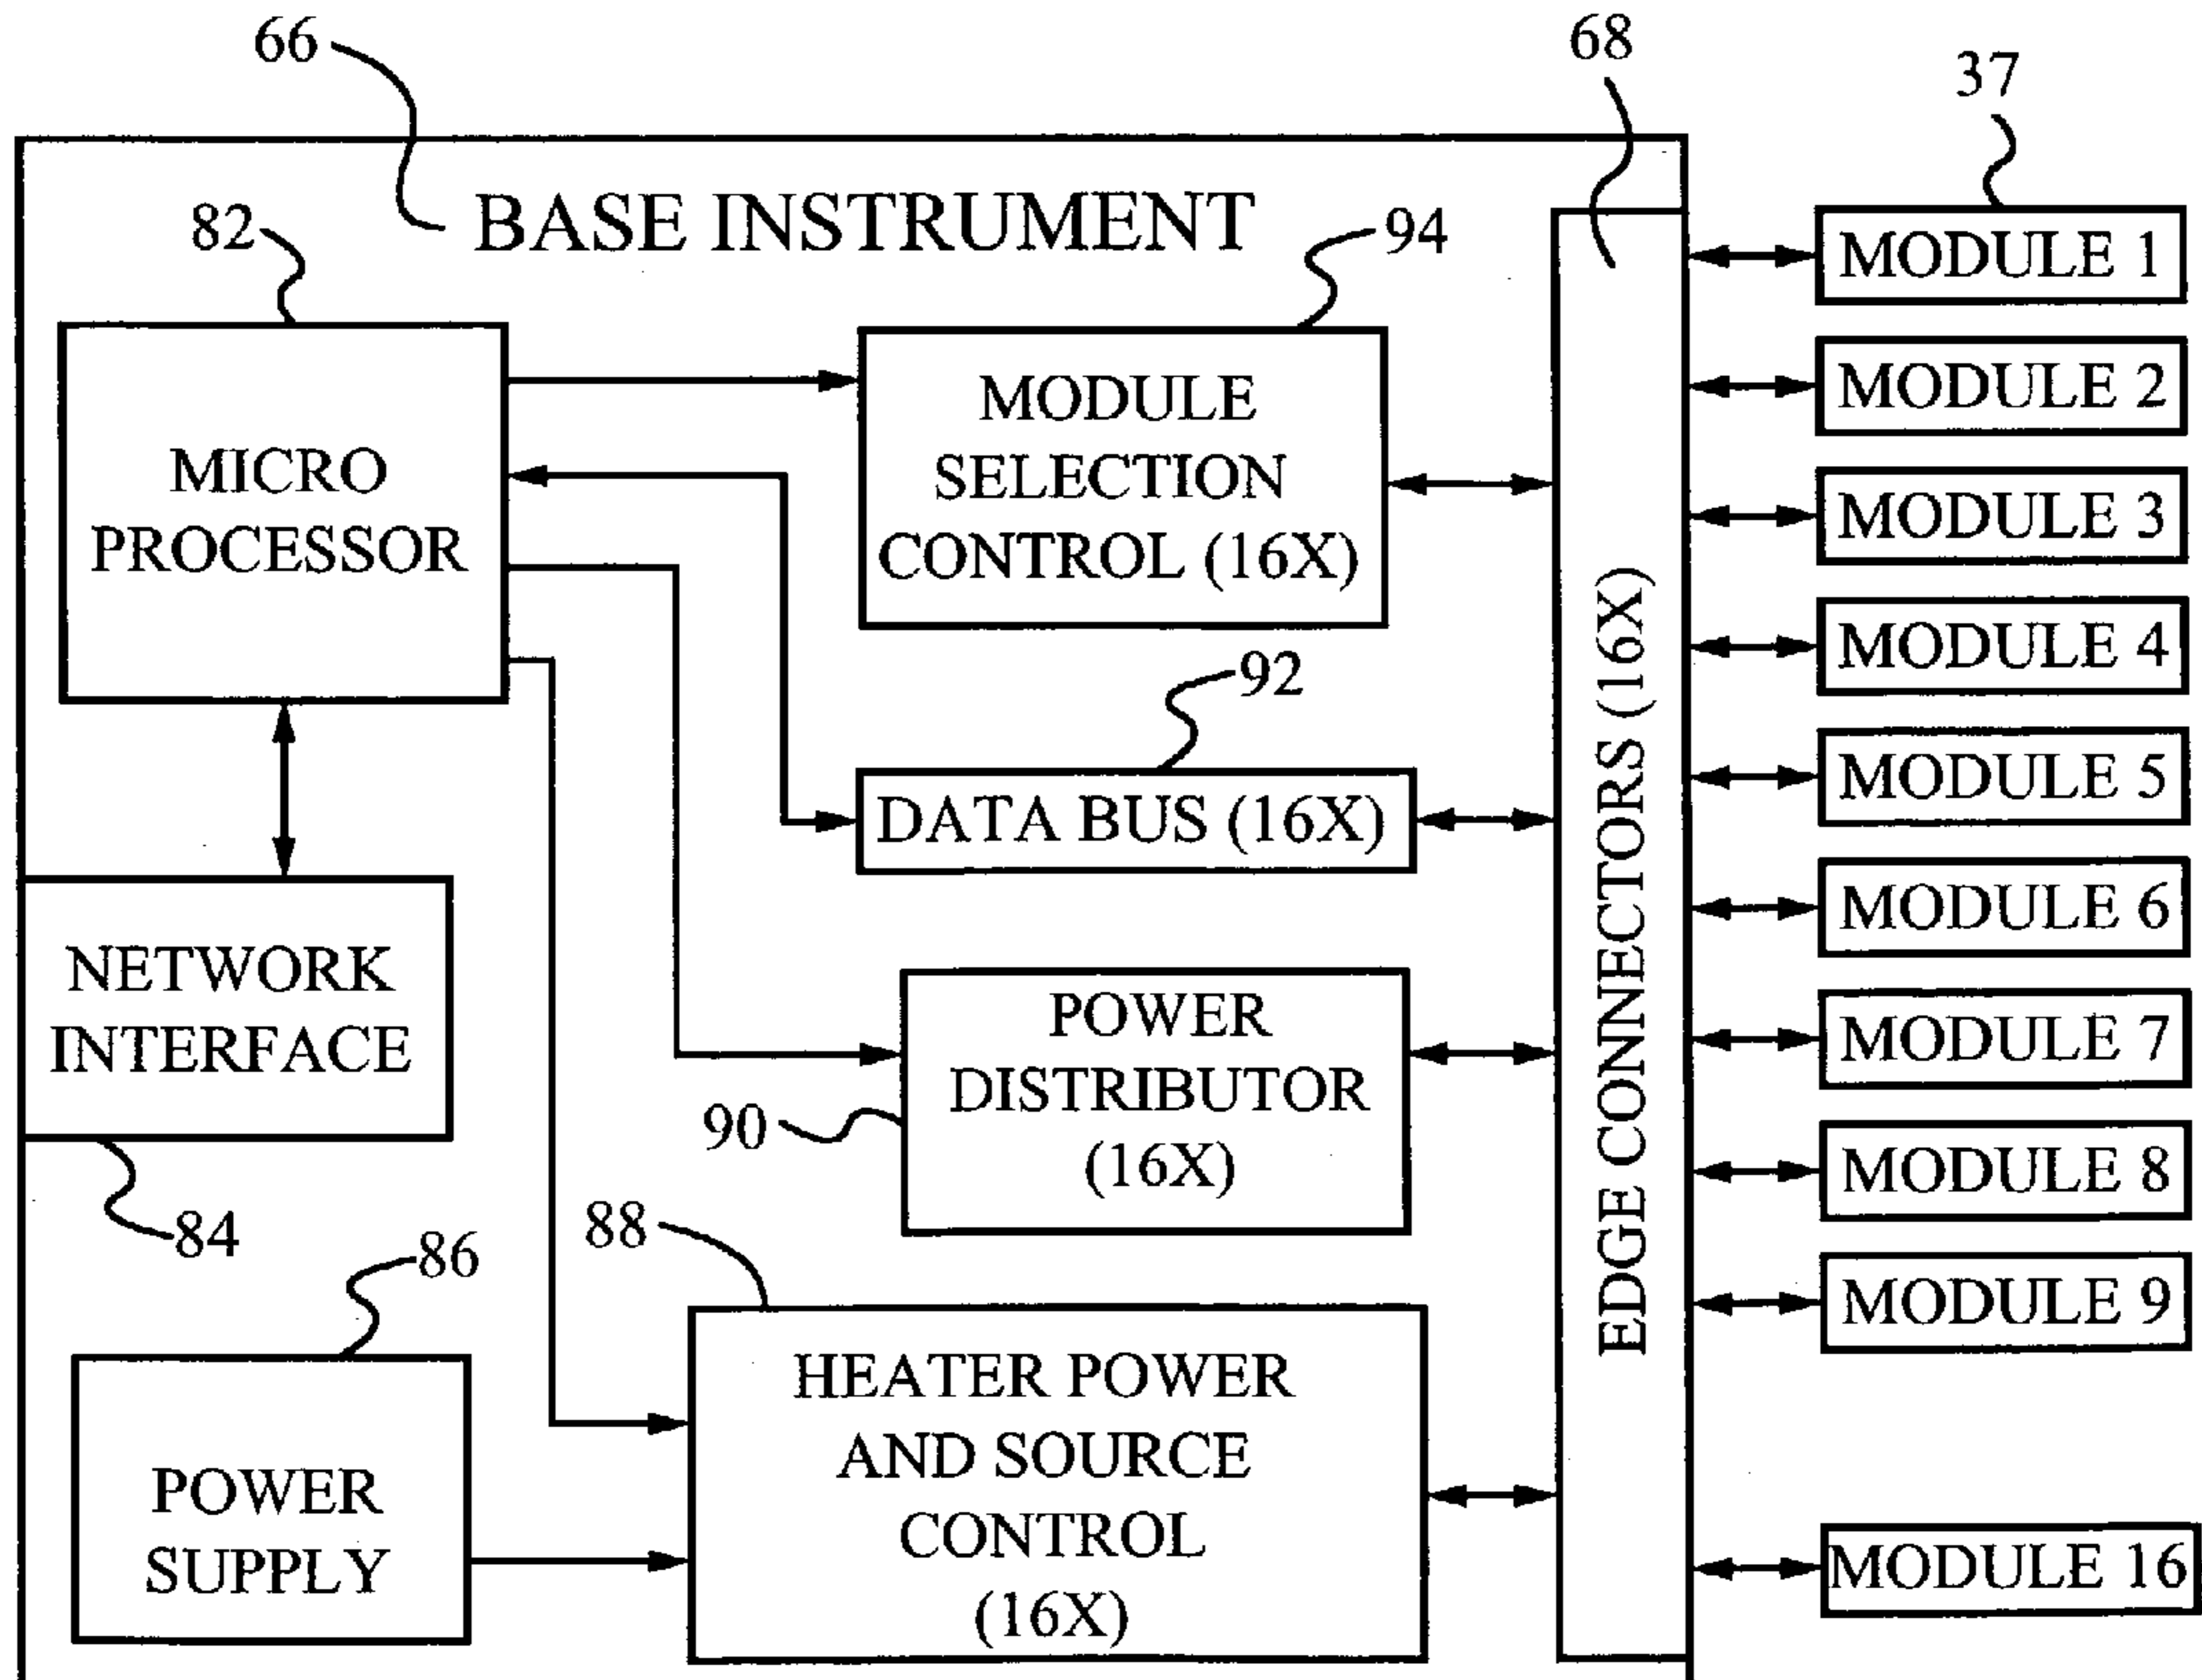 66
68
37
BASE INSTRUMENT
82
94
MICRO
PROCESSOR
MODULE
SELECTION
CONTROL (16X)
92
DATA BUS (16X)
NETWORK
INTERFACE
84
POWER
DISTRIBUTOR
(16X)
90
86
POWER
SUPPLY
88
HEATER POWER
AND SOURCE
CONTROL
(16X)
EDGE CONNECTORS (16X)
MODULE 1
MODULE 2
MODULE 3
MODULE 4
MODULE 5
MODULE 6
MODULE 7
MODULE 8
MODULE 9
MODULE 16